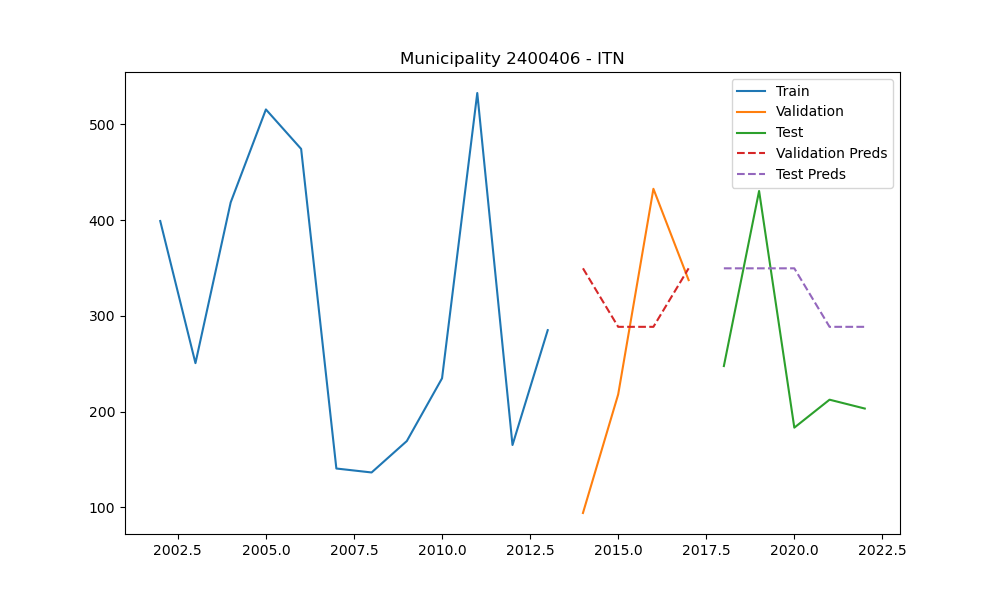 Municipality 2400406 - ITN
Train
Validation
Test
Validation Preds
Test Preds
500
400
300
200
100
2002.5 2005.0 2007.5 2010.0 2012.5 2015.0 2017.5 2020.0 2022.5